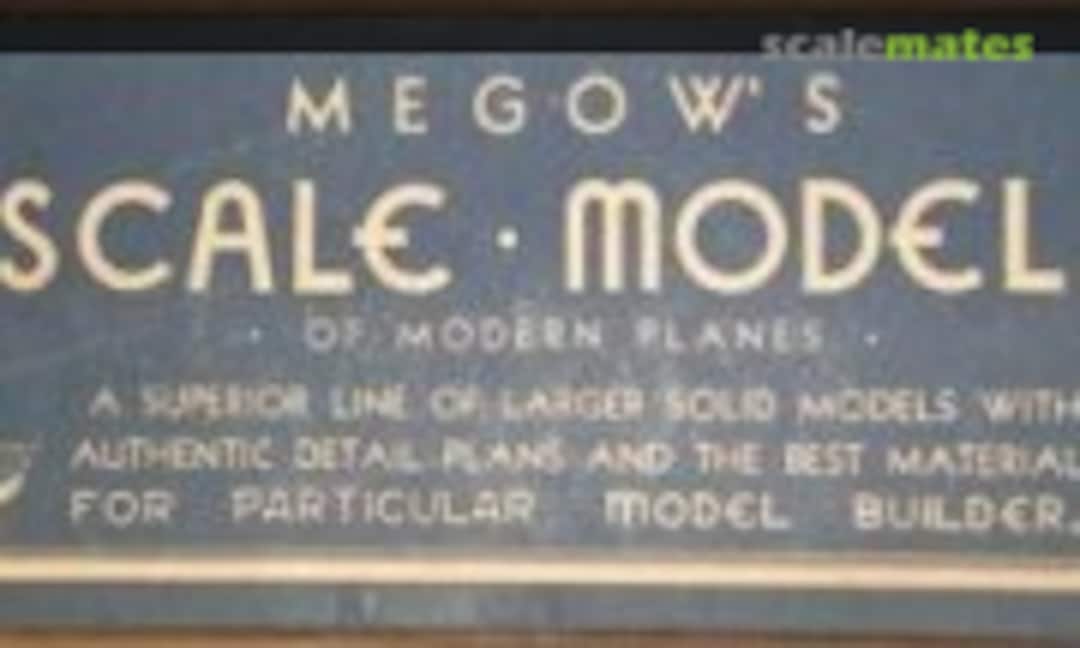 scalemates
MEGOW'S
SCALE · MODEL
· OF MODERN PLANES ·
A SUPERIOR LINE OF LARGER SOLID MODELS WITH
AUTHENTIC DETAIL PLANS AND THE BEST MATERIAL
FOR PARTICULAR MODEL BUILDER